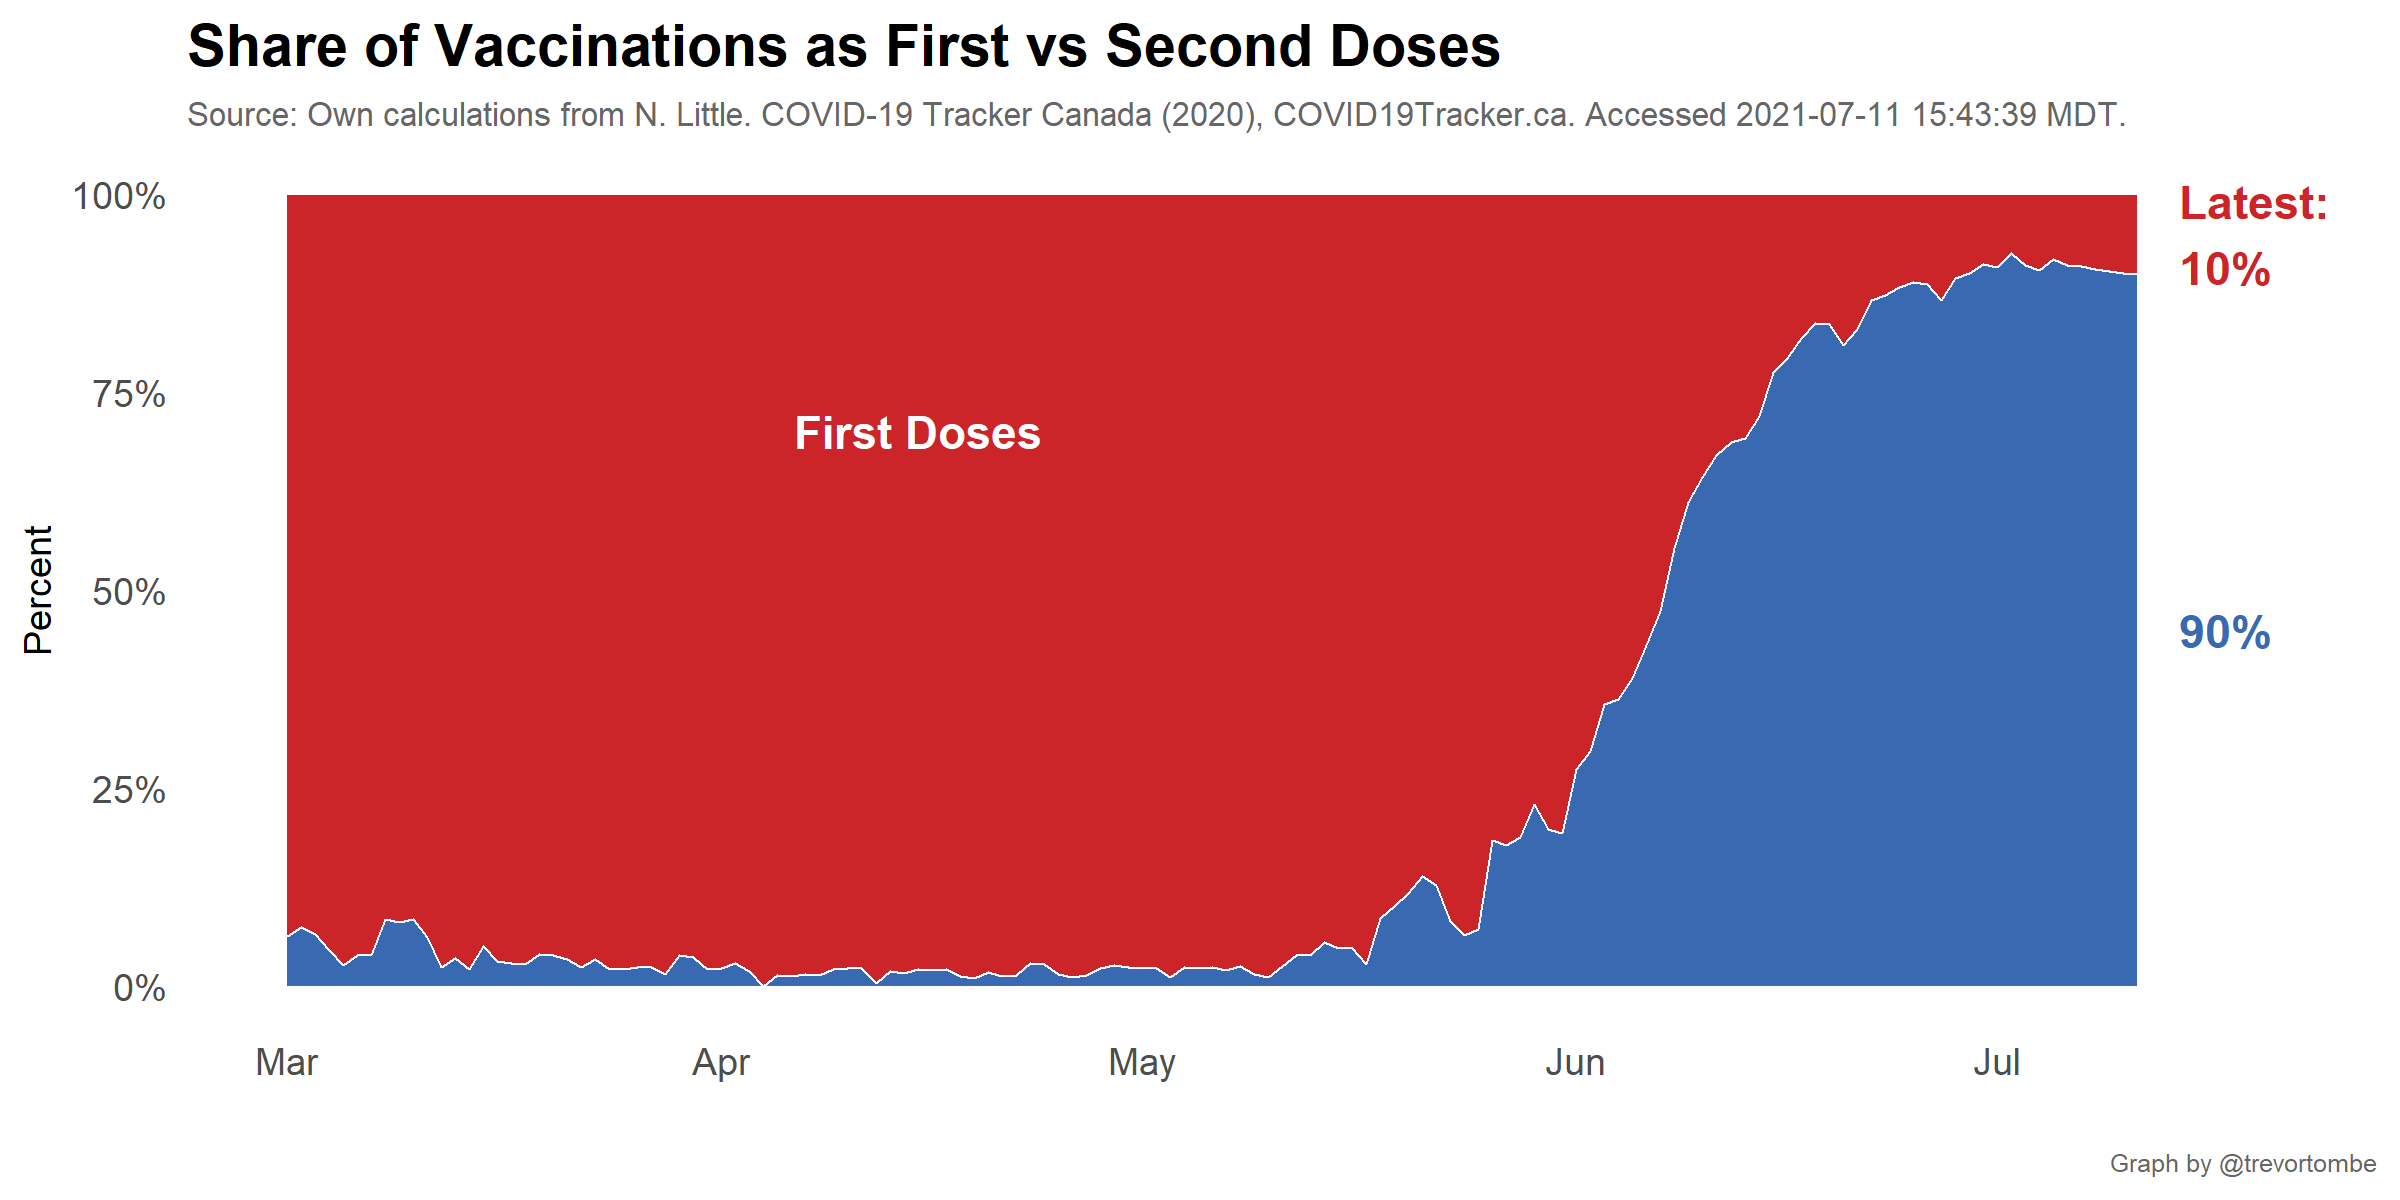 Share of Vaccinations as First vs Second Doses
Source: Own calculations from N. Little. COVID-19 Tracker Canada (2020), COVID19Tracker.ca. Accessed 2021-07-11 15:43:39 MDT.
100%
75%
50%
25%
0%
Percent
First Doses
Latest:
10%
90%
Mar
Apr
May
Jun
Jul
Graph by @trevortombe